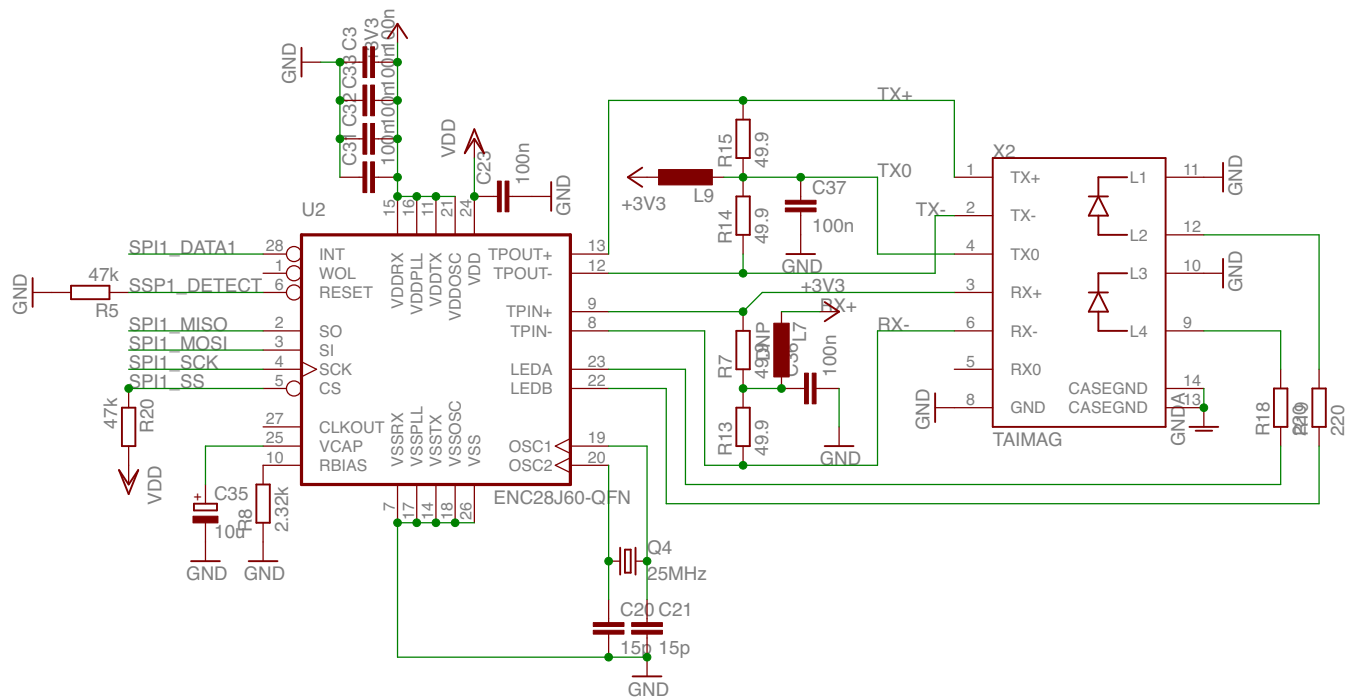 GND
C3
+3V3
100n
C33
100n
C32
100n
C31
100n
VDD
C23
100n
GND
U2
15
16
11
21
24
VDDRX
VDDPLL
VDDTX
VDDOSC
VDD
SPI1_DATA1
28
INT
1
WOL
GND
47k
R5
SSP1_DETECT
6
RESET
SPI1_MISO
2
SO
SPI1_MOSI
3
SI
SPI1_SCK
4
SCK
SPI1_SS
5
CS
47k
R20
VDD
27
CLKOUT
25
VCAP
10
RBIAS
+
C35
10u
GND
R8
2.32k
GND
VSSRX
VSSPLL
VSSTX
VSSOSC
VSS
7
17
14
18
26
ENC28J60-QFN
TPOUT+
13
TPOUT-
12
TPIN+
9
TPIN-
8
LEDA
23
LEDB
22
OSC1
19
OSC2
20
Q4
25MHz
C20
15p
C21
15p
GND
TX+
R15
49.9
+3V3
L9
TX0
C37
100n
GND
R14
49.9
TX-
+3V3
RX+
RX-
R7
49.9
DNP
L7
C36
100n
GND
R13
49.9
X2
1
TX+
2
TX-
4
TX0
3
RX+
6
RX-
5
RX0
GND
8
GND
TAIMAG
L1
11
GND
L2
12
L3
10
GND
L4
9
CASEGND
14
CASEGND
13
GNDA
R18
220
R19
220